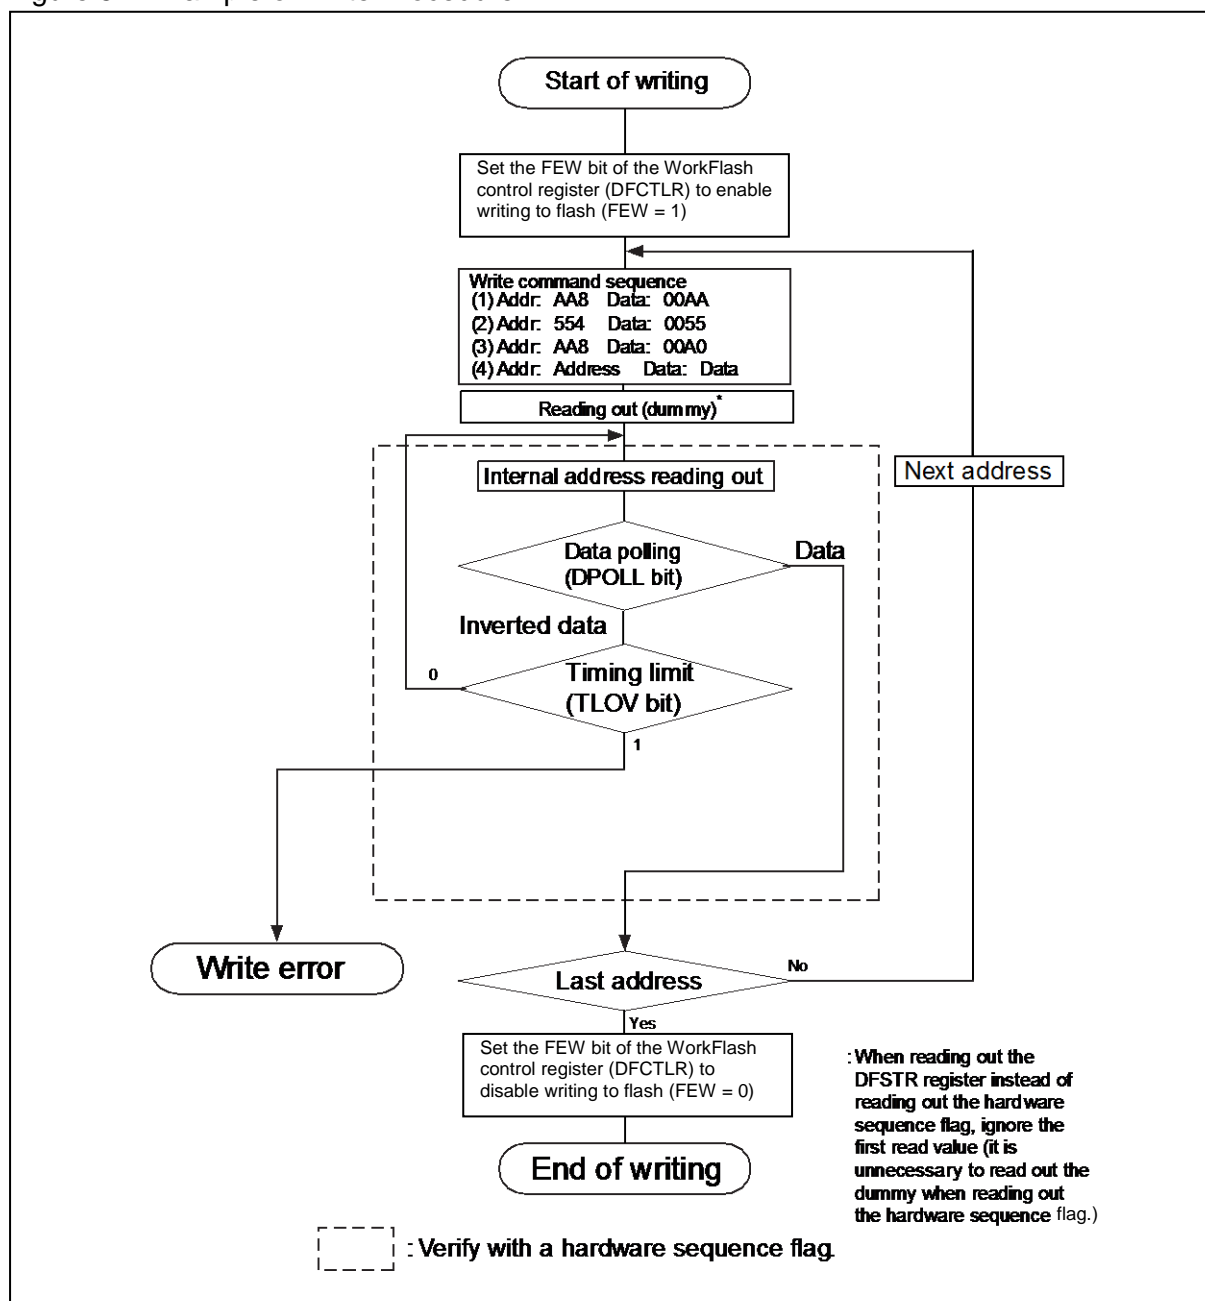 Start of writing
Set the FEW bit of the WorkFlash
control register (DFCTLR) to enable
writing to flash (FEW = 1)
Write command sequence
(1) Addr: AA8 Data: 00AA
(2) Addr: 554 Data: 0055
(3) Addr: AA8 Data: 00A0
(4) Addr: Address Data: Data
Reading out (dummy)*
Next address
Internal address reading out
Data polling
(DPOLL bit)
Data
Inverted data
Timing limit
(TLOV bit)
0
1
Write error
Last address
No
Yes
Set the FEW bit of the WorkFlash
control register (DFCTLR) to
disable writing to flash (FEW = 0)
End of writing
: When reading out the
DFSTR register instead of
reading out the hardware
sequence flag, ignore the
first read value (it is
unnecessary to read out the
dummy when reading out
the hardware sequence flag.)
: Verify with a hardware sequence flag.